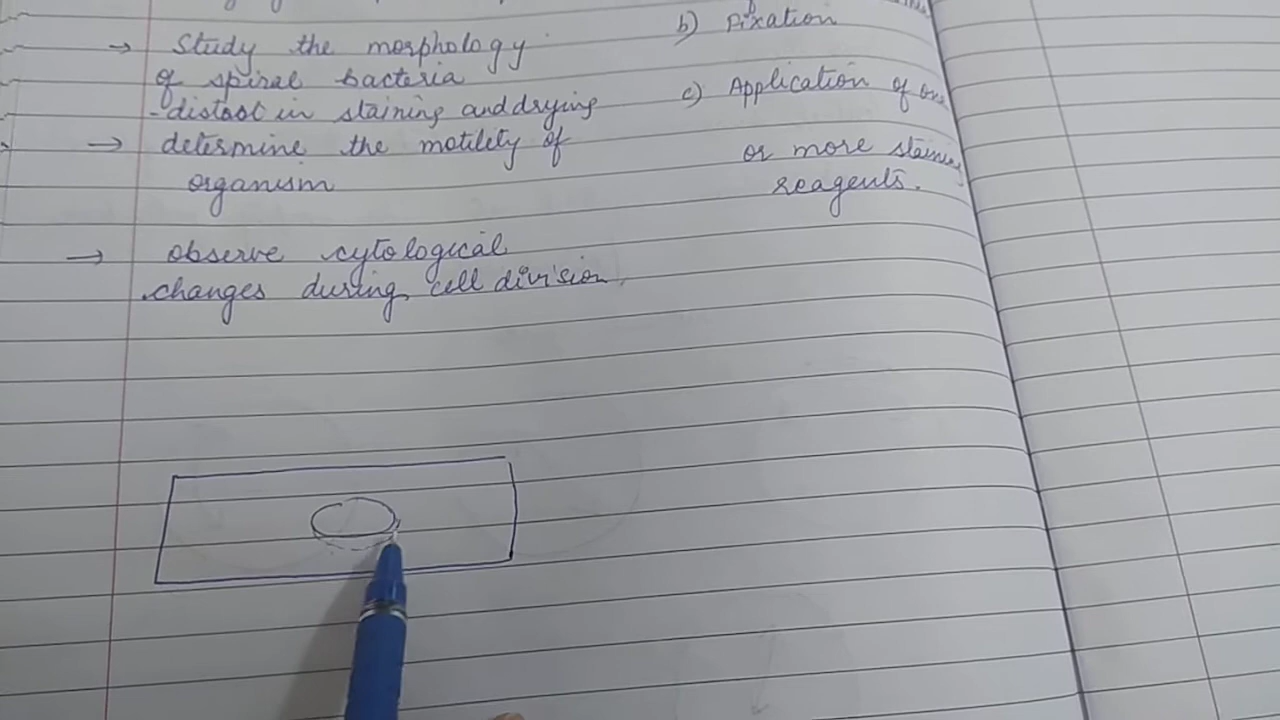 → Study the morphology
of spiral bacteria
- distost in staining and drying
→ determine the motility of
organism
→ observe cytological
changes during cell division
b) Fixation
c) Application of one
or more staining
reagents.